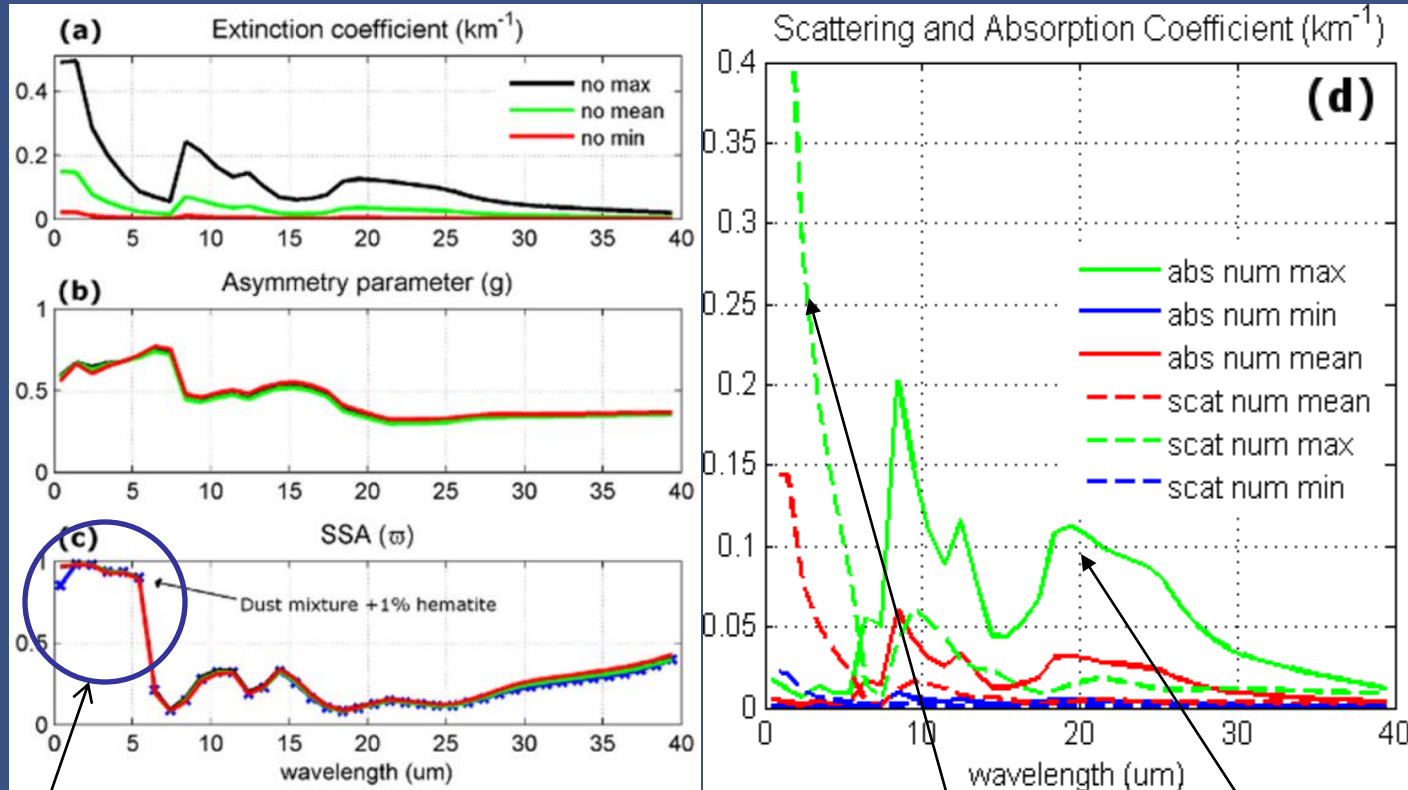 (a) Extinction coefficient (km⁻¹)
0.4
0.2
0
no max
no mean
no min
0 5 10 15 20 25 30 35 40
(b) Asymmetry parameter (g)
1
0.5
0
0 5 10 15 20 25 30 35 40
(c) SSA (ϖ)
1
0.5
0
Dust mixture +1% hematite
0 5 10 15 20 25 30 35 40
wavelength (um)
Scattering and Absorption Coefficient (km⁻¹)
(d)
0.4
0.35
0.3
0.25
0.2
0.15
0.1
0.05
0
abs num max
abs num min
abs num mean
scat num mean
scat num max
scat num min
0 10 20 30 40
wavelength (um)